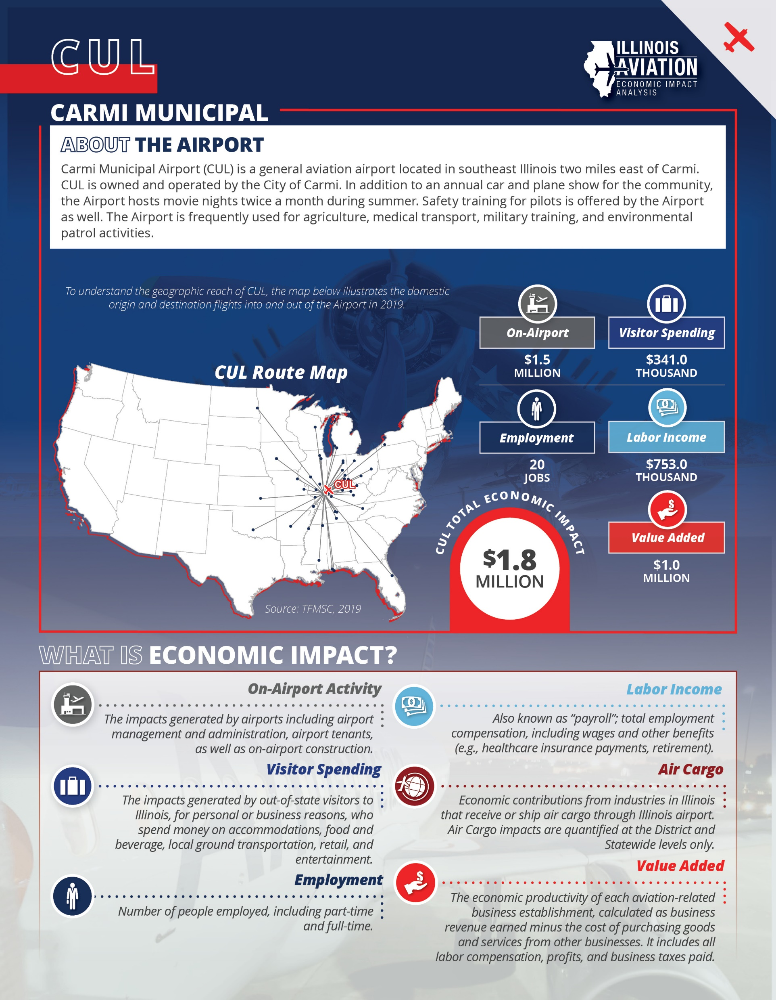 CUL
ILLINOIS
AVIATION
ECONOMIC IMPACT
ANALYSIS
CARMI MUNICIPAL
ABOUT THE AIRPORT
Carmi Municipal Airport (CUL) is a general aviation airport located in southeast Illinois two miles east of Carmi.
CUL is owned and operated by the City of Carmi. In addition to an annual car and plane show for the community,
the Airport hosts movie nights twice a month during summer. Safety training for pilots is offered by the Airport
as well. The Airport is frequently used for agriculture, medical transport, military training, and environmental
patrol activities.
To understand the geographic reach of CUL, the map below illustrates the domestic
origin and destination flights into and out of the Airport in 2019.
CUL Route Map
CUL
Source: TFMSC, 2019
On-Airport
$1.5
MILLION
Visitor Spending
$341.0
THOUSAND
Employment
20
JOBS
Labor Income
$753.0
THOUSAND
CUL TOTAL ECONOMIC IMPACT
$1.8
MILLION
Value Added
$1.0
MILLION
WHAT IS ECONOMIC IMPACT?
On-Airport Activity
The impacts generated by airports including airport
management and administration, airport tenants,
as well as on-airport construction.
Visitor Spending
The impacts generated by out-of-state visitors to
Illinois, for personal or business reasons, who
spend money on accommodations, food and
beverage, local ground transportation, retail, and
entertainment.
Employment
Number of people employed, including part-time
and full-time.
Labor Income
Also known as “payroll”; total employment
compensation, including wages and other benefits
(e.g., healthcare insurance payments, retirement).
Air Cargo
Economic contributions from industries in Illinois
that receive or ship air cargo through Illinois airport.
Air Cargo impacts are quantified at the District and
Statewide levels only.
Value Added
The economic productivity of each aviation-related
business establishment, calculated as business
revenue earned minus the cost of purchasing goods
and services from other businesses. It includes all
labor compensation, profits, and business taxes paid.